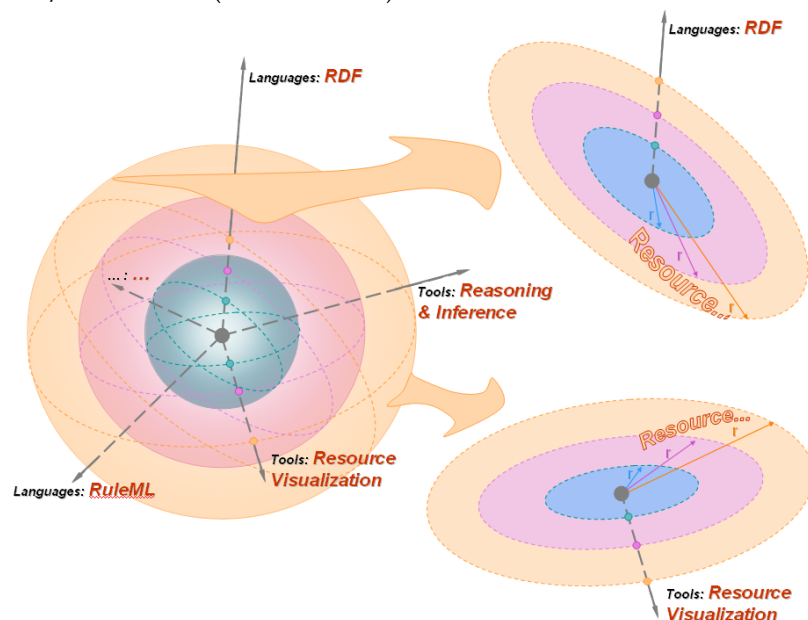 Languages: RDF
Languages: RDF
r
r
Resource...
r
... : ...
Tools: Reasoning
& Inference
Resource...
r
r
r
Tools: Resource
Visualization
Languages: RuleML
Tools: Resource
Visualization